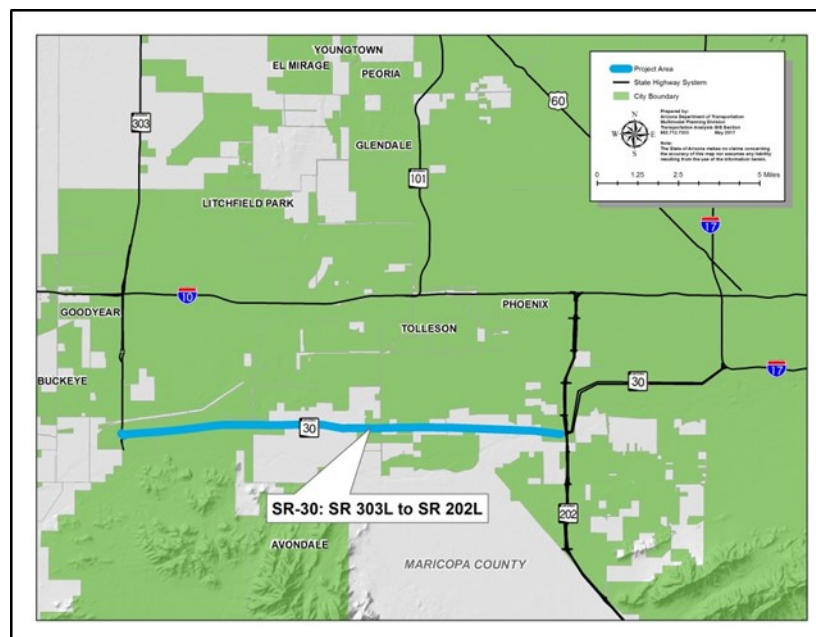 YOUNGTOWN
EL MIRAGE
PEORIA
60
303
GLENDALE
101
LITCHFIELD PARK
17
10
GOODYEAR
PHOENIX
TOLLESON
BUCKEYE
30
17
30
SR-30: SR 303L to SR 202L
202
AVONDALE
MARICOPA COUNTY
Project Area
State Highway System
City Boundary
N
W
E
S
Prepared by:
Arizona Department of Transportation
Multimodal Planning Division
Transportation Analysis GIS Section
May 2017
Note:
The State of Arizona makes no claims concerning
the accuracy of this map nor assumes any liability
resulting from the use of the information herein.
0 1.25 2.5 5 Miles